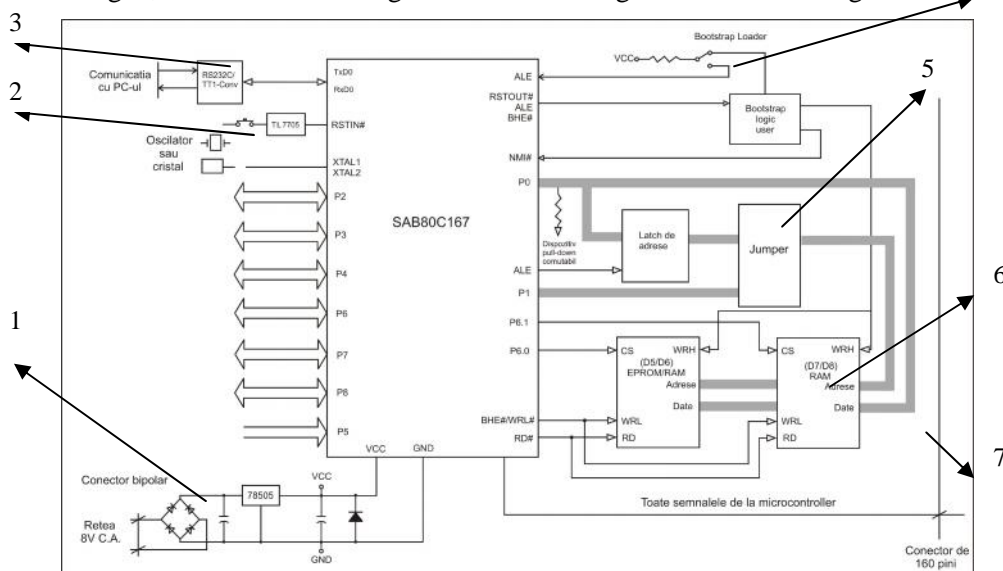 3
Bootstrap Loader
VCC
RS232C/
TT1-Conv
TxD0
RxD0
ALE
Comunicatia
cu PC-ul
5
2
RSTOUT#
ALE
BHE#
Bootstrap
logic
user
TIL7705
RSTIN#
Oscilator
sau
cristal
XTAL1
XTAL2
NMI#
P0
P2
SAB80C167
Latch de
adrese
Jumper
P3
Dispozitiv
pull-down
comutabil
P4
ALE
P1
6
P6
P6.1
1
P7
P6.0
CS
WRH
(D5/D6)
EPROM/RAM
Adrese
Date
WRL
RD
CS
WRH
(D7/D8)
RAM
Adrese
Date
WRL
RD
P8
BHE#/WRL#
P5
RD#
7
VCC
GND
Conector bipolar
VCC
78505
Toate semnalele de la microcontroller
Retea
8V C.A.
GND
Conector de
160 pini